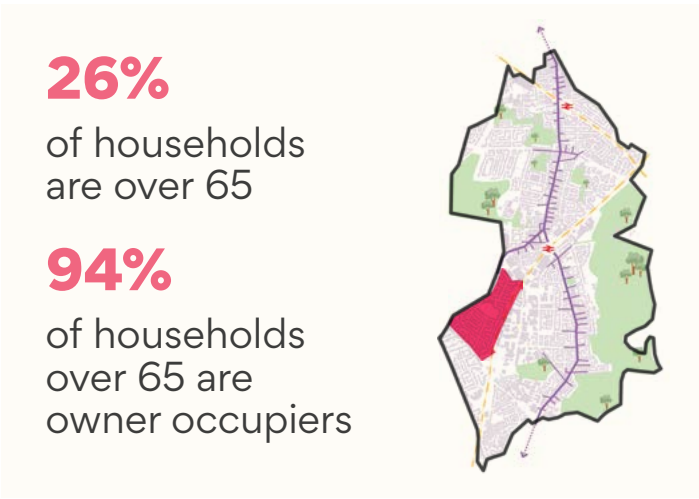 26%
of households
are over 65
94%
of households
over 65 are
owner occupiers